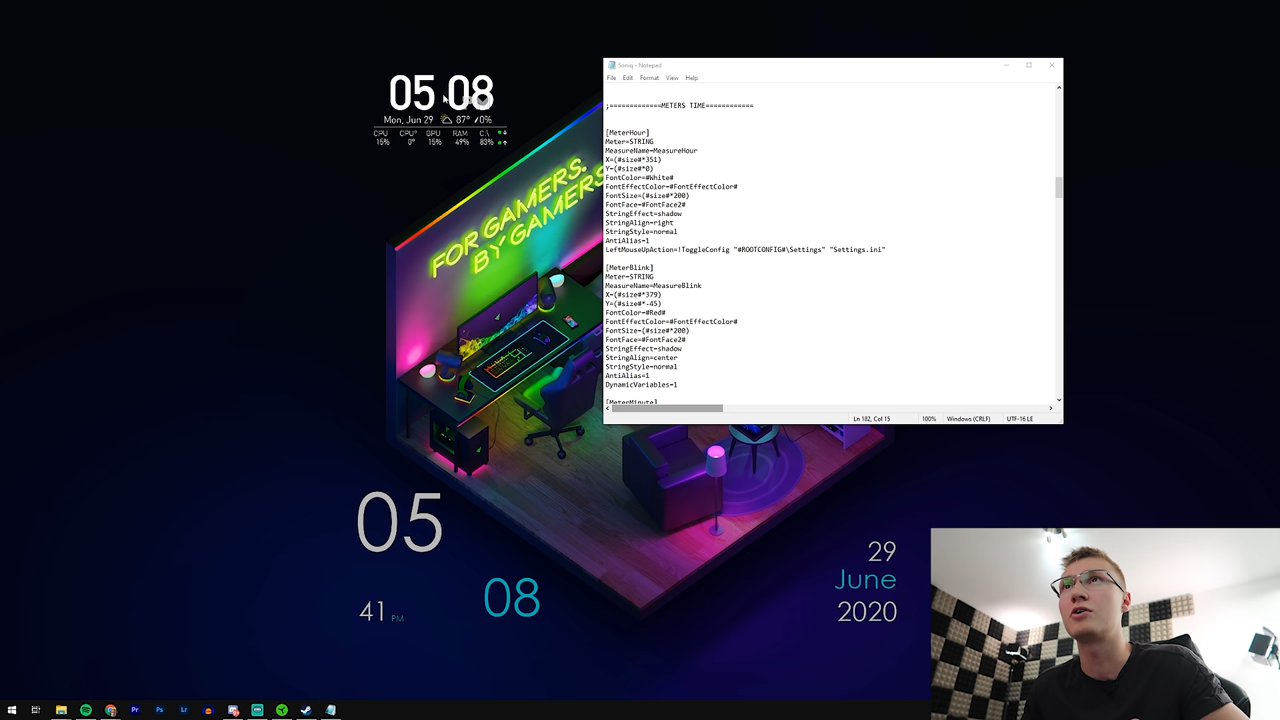 05 08
Mon, Jun 29 87° 0%
CPU CPU° GPU RAM C:\
15% 0° 15% 49% 83%
FOR GAMERS.
BY GAMERS
Soniq - Notepad
File Edit Format View Help
;============METERS TIME============
[MeterHour]
Meter=STRING
MeasureName=MeasureHour
X=(#size#*351)
Y=(#size#*0)
FontColor=#White#
FontEffectColor=#FontEffectColor#
FontSize=(#size#*200)
FontFace=#FontFace2#
StringEffect=shadow
StringAlign=right
StringStyle=normal
AntiAlias=1
LeftMouseUpAction=!ToggleConfig "#ROOTCONFIG#\Settings" "Settings.ini"
[MeterBlink]
Meter=STRING
MeasureName=MeasureBlink
X=(#size#*379)
Y=(#size#*-45)
FontColor=#Red#
FontEffectColor=#FontEffectColor#
FontSize=(#size#*200)
FontFace=#FontFace2#
StringEffect=shadow
StringAlign=center
StringStyle=normal
AntiAlias=1
DynamicVariables=1
[MeterMinute]
Ln 182, Col 15 100% Windows (CRLF) UTF-16 LE
05
08
41 PM
29
June
2020
Pr Ps Lr